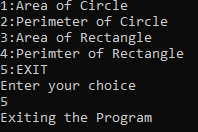 1:Area of Circle
2:Perimeter of Circle
3:Area of Rectangle
4:Perimter of Rectangle
5:EXIT
Enter your choice
5
Exiting the Program